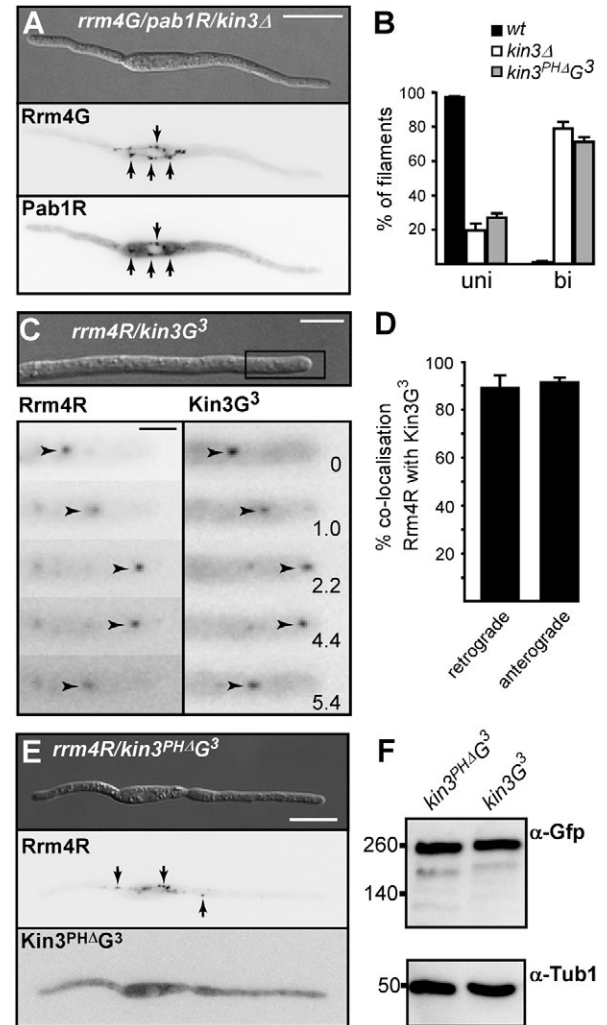 A rrm4G/pab1R/kin3Δ
Rrm4G
Pab1R
B
wt
kin3Δ
kin3PHΔG3
% of filaments
100
80
60
40
20
uni bi
C rrm4R/kin3G3
Rrm4R Kin3G3
0
1.0
2.2
4.4
5.4
D
% co-localisation
Rrm4R with Kin3G3
100
80
60
40
20
retrograde
anterograde
E rrm4R/kin3PHΔG3
Rrm4R
Kin3PHΔG3
F
kin3PHΔG3
kin3G3
260
140
α-Gfp
50
α-Tub1